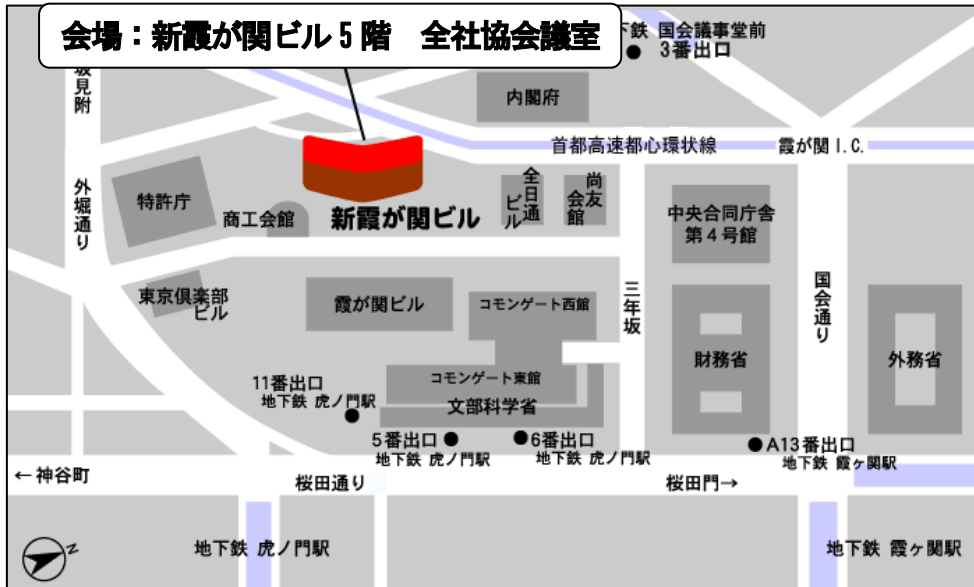 会場：新霞が関ビル５階　全社協会議室
地下鉄 国会議事堂前
3番出口
坂見附
内閣府
首都高速都心環状線
霞が関 I.C.
外堀通り
特許庁
商工会館
新霞が関ビル
全日通
ビル
尚友
会館
中央合同庁舎
第４号館
東京倶楽部
ビル
霞が関ビル
コモンゲート西館
三年坂
国会通り
財務省
外務省
コモンゲート東館
文部科学省
11番出口
地下鉄 虎ノ門駅
5番出口
地下鉄 虎ノ門駅
6番出口
地下鉄 虎ノ門駅
A13番出口
地下鉄 霞ヶ関駅
←神谷町
桜田通り
桜田門→
地下鉄 虎ノ門駅
地下鉄 霞ヶ関駅
N